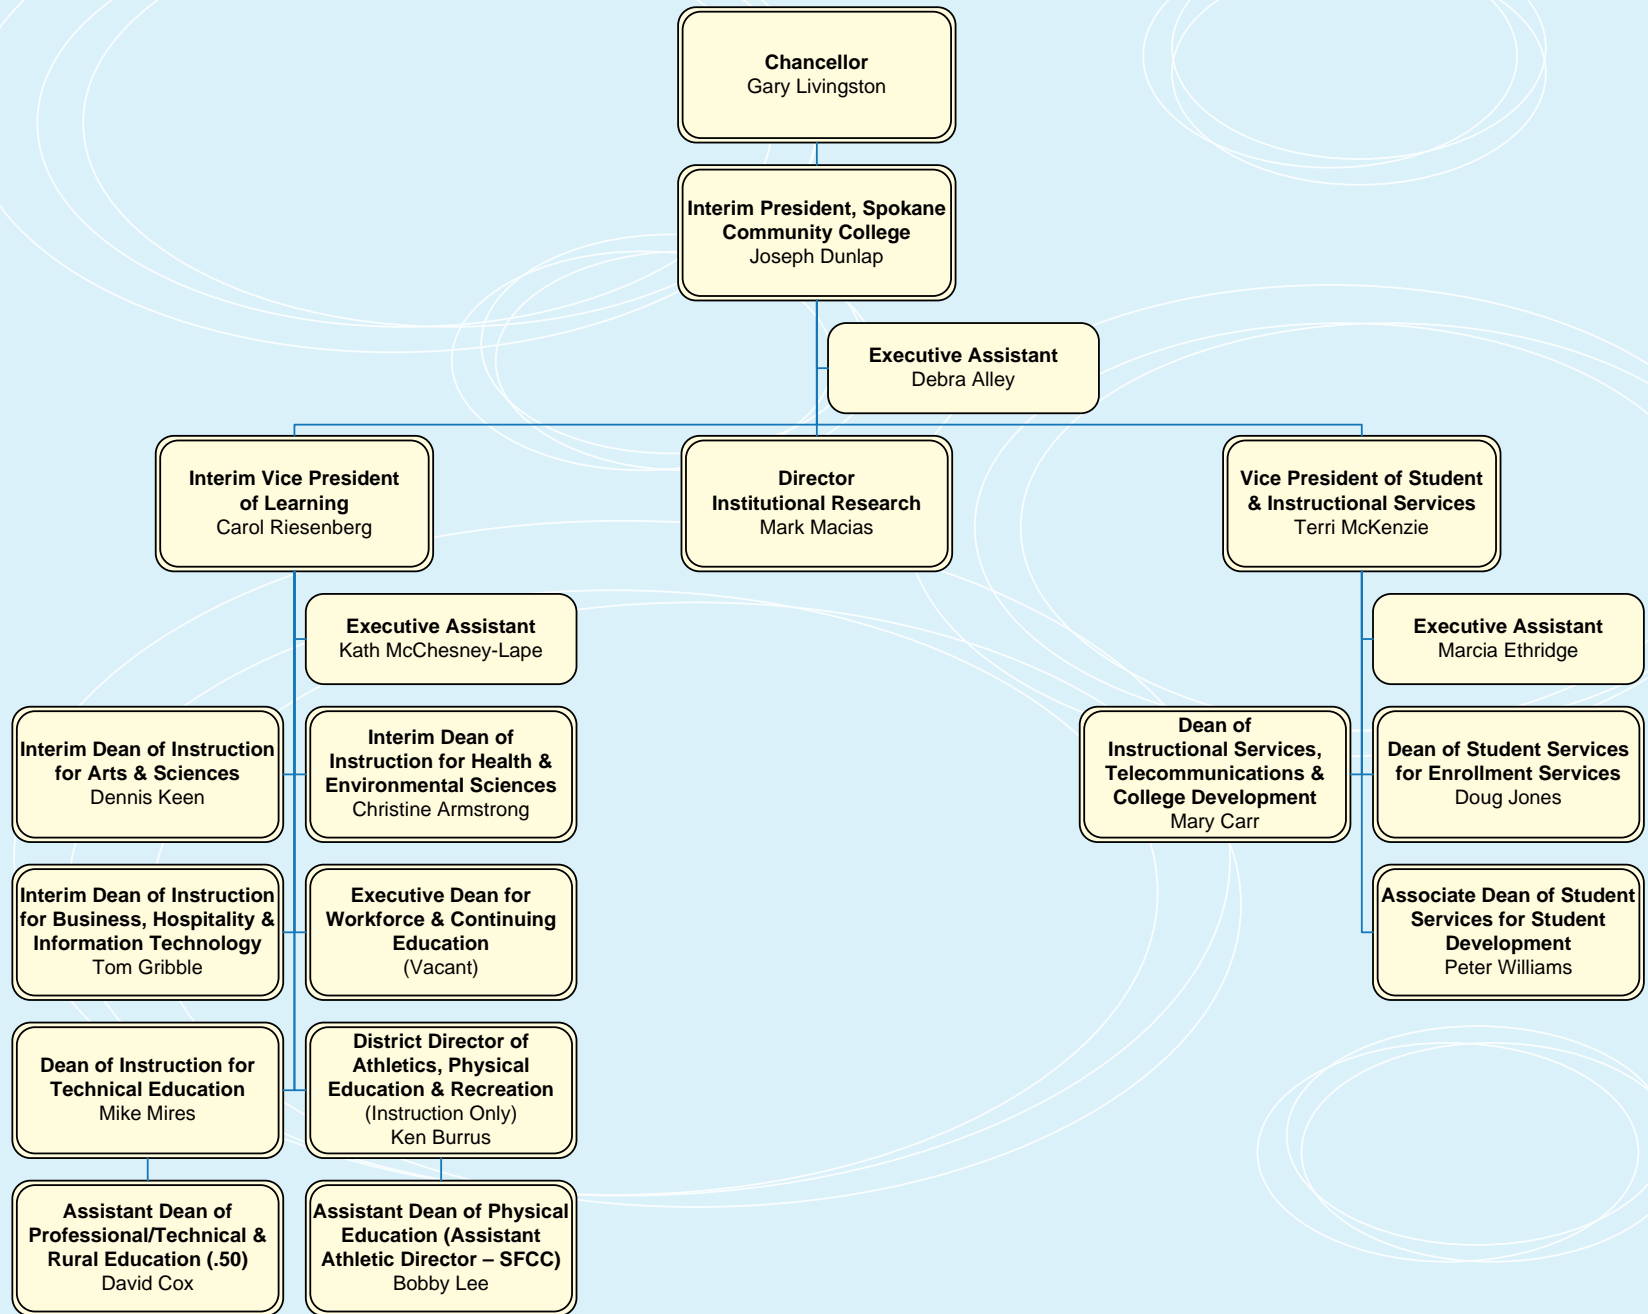 Chancellor
Gary Livingston
Interim President, Spokane
Community College
Joseph Dunlap
Executive Assistant
Debra Alley
Interim Vice President
of Learning
Carol Riesenberg
Director
Institutional Research
Mark Macias
Vice President of Student
& Instructional Services
Terri McKenzie
Executive Assistant
Kath McChesney-Lape
Executive Assistant
Marcia Ethridge
Interim Dean of Instruction
for Arts & Sciences
Dennis Keen
Interim Dean of
Instruction for Health &
Environmental Sciences
Christine Armstrong
Dean of
Instructional Services,
Telecommunications &
College Development
Mary Carr
Dean of Student Services
for Enrollment Services
Doug Jones
Interim Dean of Instruction
for Business, Hospitality &
Information Technology
Tom Gribble
Executive Dean for
Workforce & Continuing
Education
(Vacant)
Associate Dean of Student
Services for Student
Development
Peter Williams
Dean of Instruction for
Technical Education
Mike Mires
District Director of
Athletics, Physical
Education & Recreation
(Instruction Only)
Ken Burrus
Assistant Dean of
Professional/Technical &
Rural Education (.50)
David Cox
Assistant Dean of Physical
Education (Assistant
Athletic Director – SFCC)
Bobby Lee